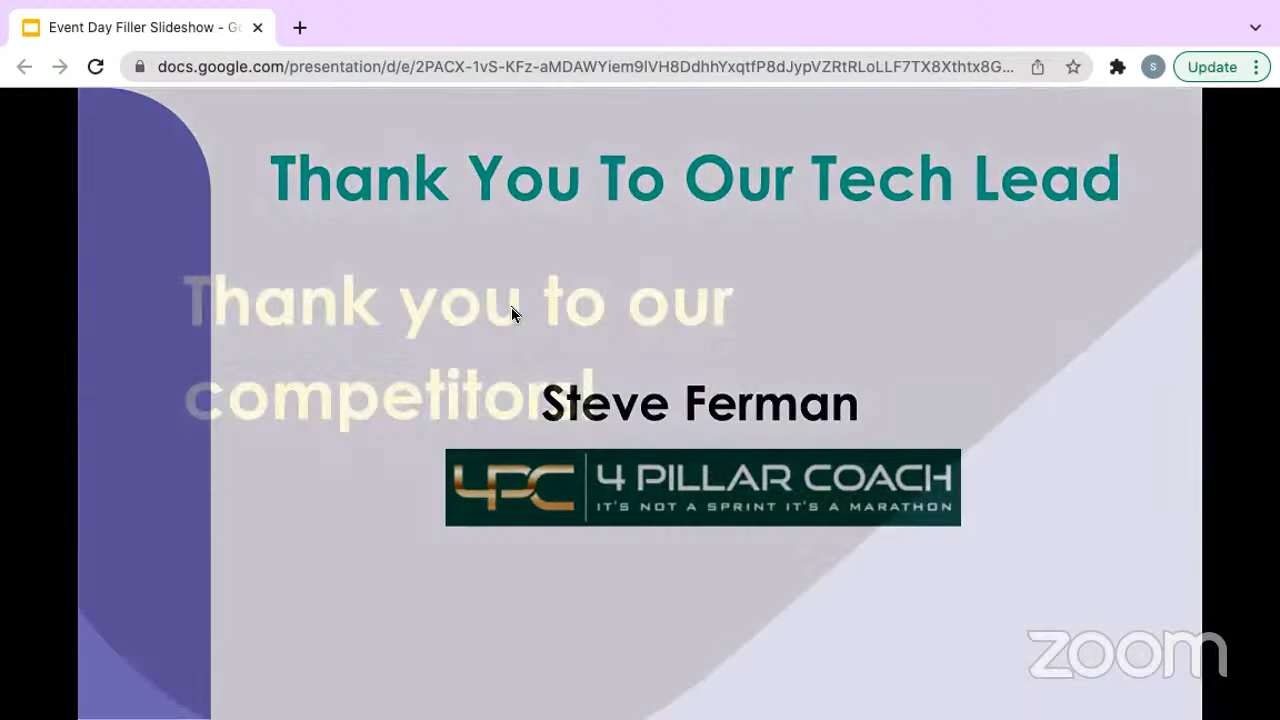 Event Day Filler Slideshow - Go
docs.google.com/presentation/d/e/2PACX-1vS-KFz-aMDAWYiem9lVH8DdhhYxqtfP8dJypVZRtRLoLLF7TX8Xthtx8G...
S
Update
Thank You To Our Tech Lead
Thank you to our
competitors!
Steve Ferman
4PC 4 PILLAR COACH
IT'S NOT A SPRINT IT'S A MARATHON
zoom